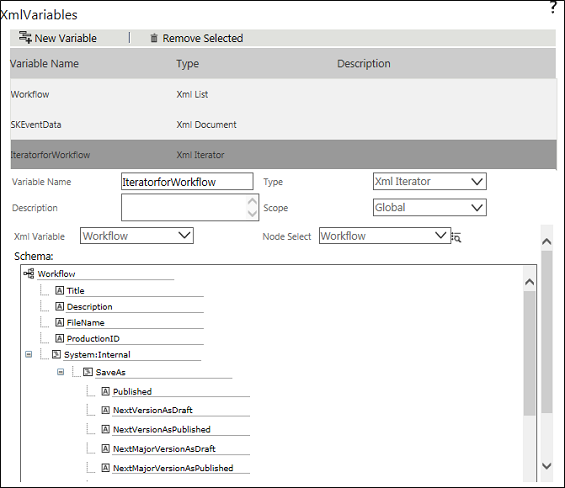 XmlVariables ?
New Variable | Remove Selected
Variable Name Type Description
Workflow Xml List
SKEventData Xml Document
IteratorforWorkflow Xml Iterator
Variable Name IteratorforWorkflow Type Xml Iterator
Description Scope Global
Xml Variable Workflow Node Select Workflow
Schema:
Workflow
A Title
A Description
A FileName
A ProductionID
System:Internal
SaveAs
A Published
A NextVersionAsDraft
A NextVersionAsPublished
A NextMajorVersionAsDraft
A NextMajorVersionAsPublished